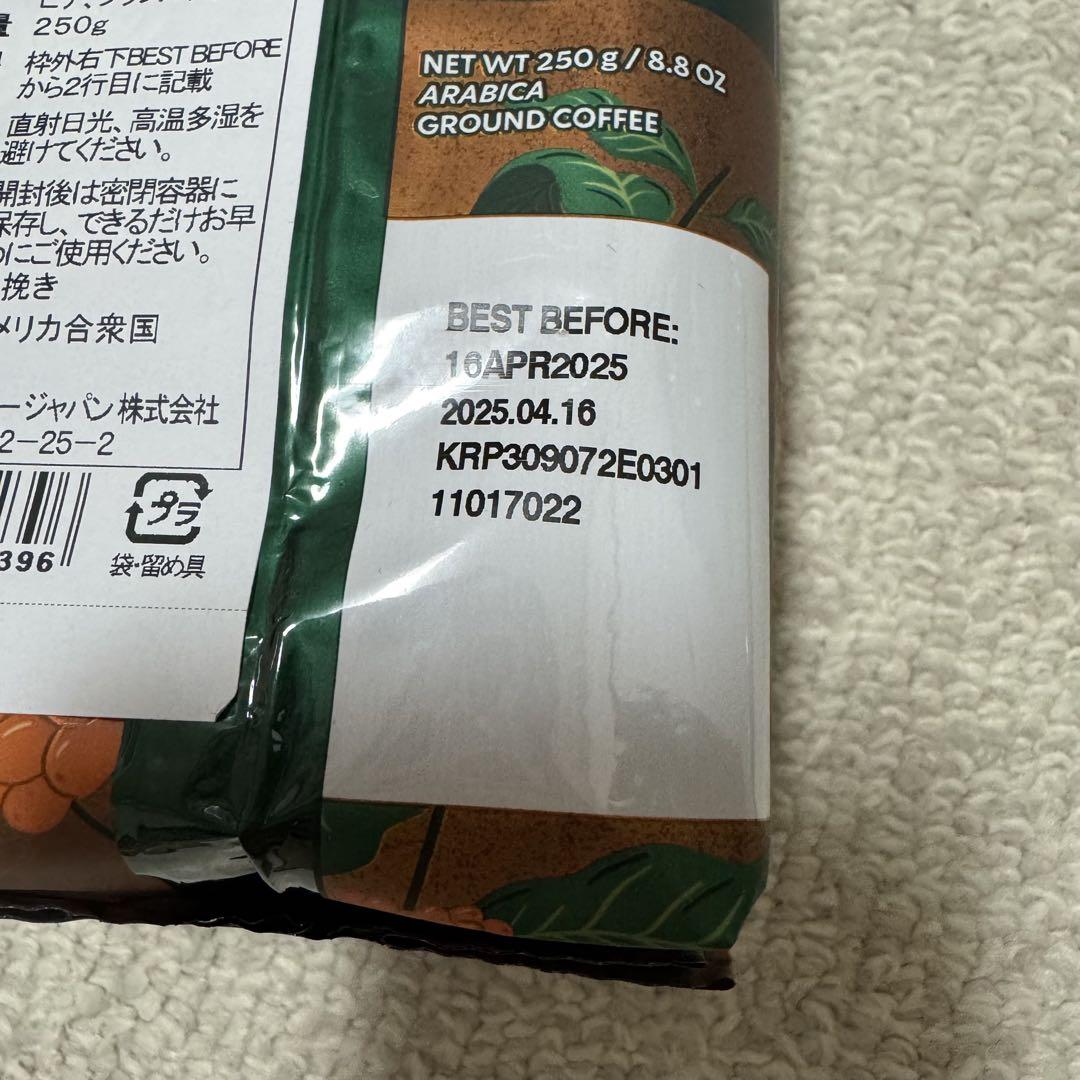 量 250g
枠外右下BEST BEFORE
から2行目に記載
直射日光、高温多湿を
避けてください。
開封後は密閉容器に
保存し、できるだけお早
めにご使用ください。
挽き
メリカ合衆国
ージャパン株式会社
2-25-2
396
プラ
袋・留め具
NET WT 250 g / 8.8 OZ
ARABICA
GROUND COFFEE
BEST BEFORE:
16APR2025
2025.04.16
KRP309072E0301
11017022